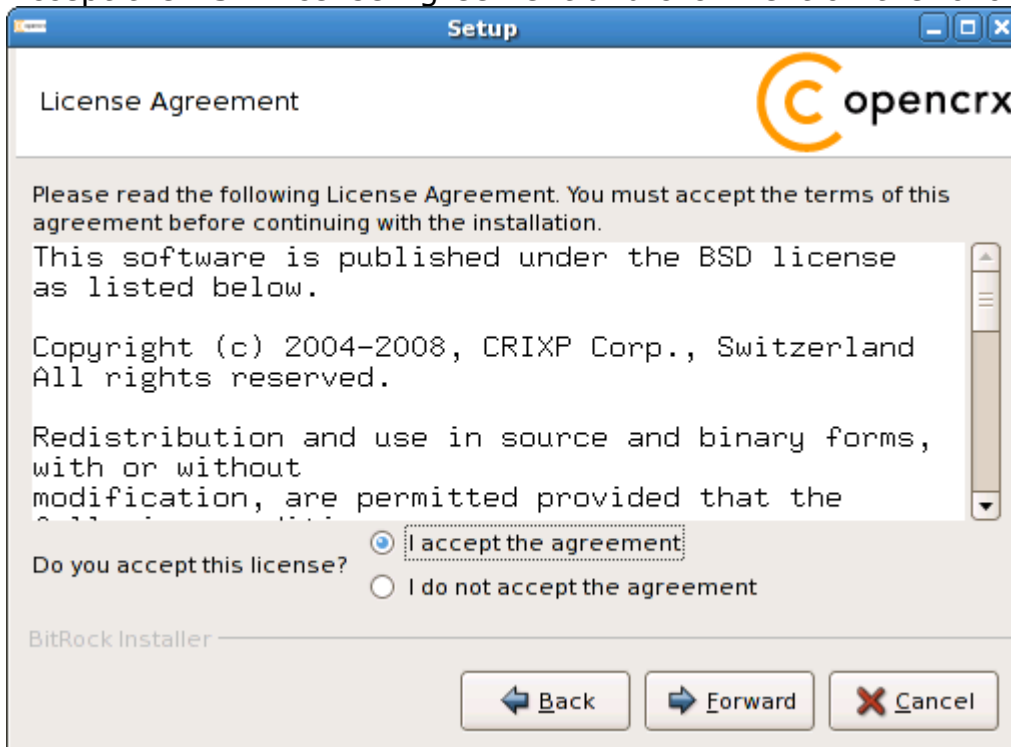 Setup
License Agreement
opencrx
Please read the following License Agreement. You must accept the terms of this
agreement before continuing with the installation.
This software is published under the BSD license
as listed below.
Copyright (c) 2004-2008, CRIXP Corp., Switzerland
All rights reserved.
Redistribution and use in source and binary forms,
with or without
modification, are permitted provided that the
Do you accept this license?
I accept the agreement
I do not accept the agreement
BitRock Installer
Back
Forward
Cancel